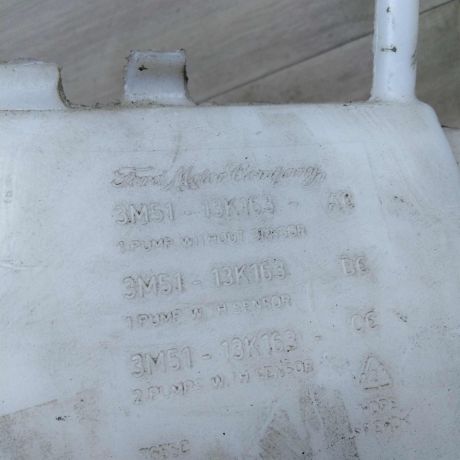 Ford Motor Company,
3M51 - 13K163 -
1 PUMP WITHOUT SENSOR
3M51 - 13K163 BE
1 PUMP WITH SENSOR
3M51 - 13K163 - CE
2 PUMPS WITH SENSOR